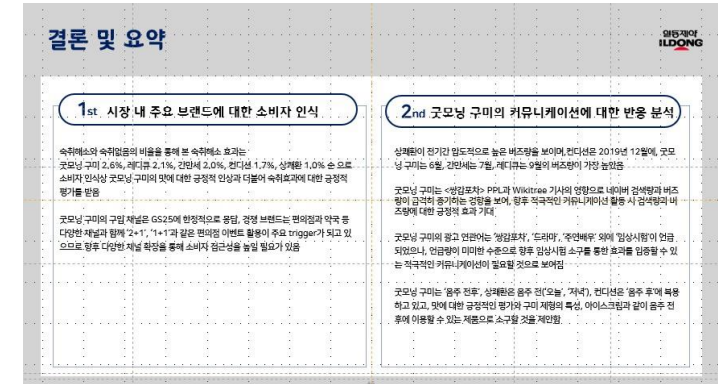 결론 및 요약
일동제약
ILDONG
1st 시장 내 주요 브랜드에 대한 소비자 인식
숙취해소와 숙취없음의 비율을 통해 본 숙취해소 효과는
굿모닝 구미 2.6%, 레디큐 2.1%, 간만세 2.0%, 컨디션 1.7%, 상쾌환 1.0% 순 으로
소비자 인식상 굿모닝 구미의 맛에 대한 긍정적 인상과 더불어 숙취효과에 대한 긍정적
평가를 받음
굿모닝 구미의 구입 채널은 GS25에 한정적으로 응답, 경쟁 브랜드는 편의점과 약국 등
다양한 채널과 함께 '2+1', '1+1'과 같은 편의점 이벤트 활용이 주요 trigger가 되고 있
으므로 향후 다양한 채널 확장을 통해 소비자 접근성을 높일 필요가 있음
2nd 굿모닝 구미의 커뮤니케이션에 대한 반응 분석
상쾌환이 전기간 압도적으로 높은 버즈량을 보이며, 컨디션은 2019년 12월에, 굿모
닝 구미는 6월, 간만세는 7월, 레디큐는 9월의 버즈량이 가장 높았음
굿모닝 구미는 <쌍갑포차> PPL과 Wikitree 기사의 영향으로 네이버 검색량과 버즈
량이 급격히 증가하는 경향을 보여, 향후 적극적인 커뮤니케이션 활동 시 검색량과 버
즈량에 대한 긍정적 효과 기대
굿모닝 구미의 광고 연관어는 '쌍갑포차', '드라마', '주연배우' 외에 '임상시험'이 언급
되었으나, 언급량이 미미한 수준으로 향후 임상시험 소구를 통한 효과를 입증할 수 있
는 적극적인 커뮤니케이션이 필요할 것으로 보여짐
굿모닝 구미는 '음주 전후', 상쾌환은 음주 전('오늘', '저녁'), 컨디션은 '음주 후'에 복용
하고 있고, 맛에 대한 긍정적인 평가와 구미 제형의 특성, 아이스크림과 같이 음주 전
후에 이용할 수 있는 제품으로 소구할 것을 제안함